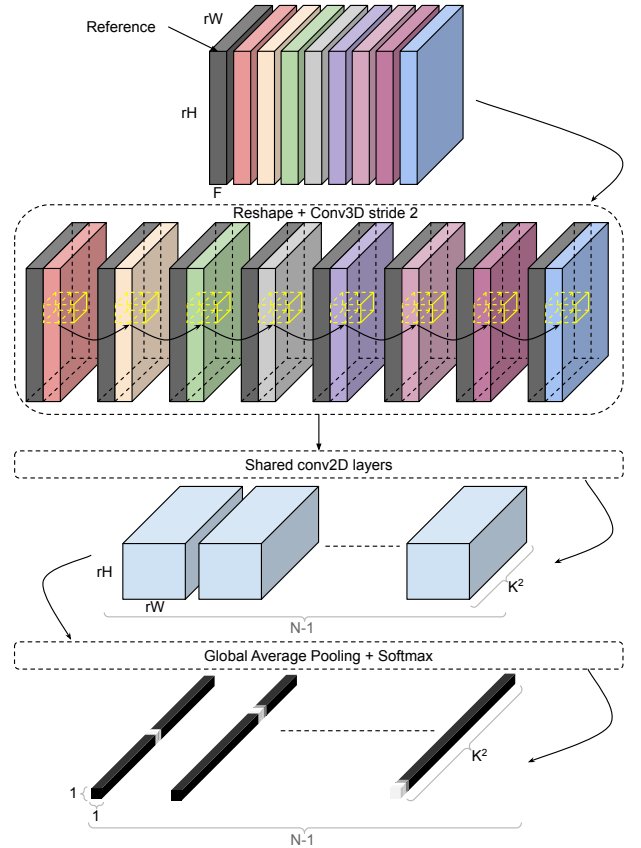 rW
Reference
rH
F
Reshape + Conv3D stride 2
Shared conv2D layers
rH
rW
K²
N-1
Global Average Pooling + Softmax
K²
1
1
N-1